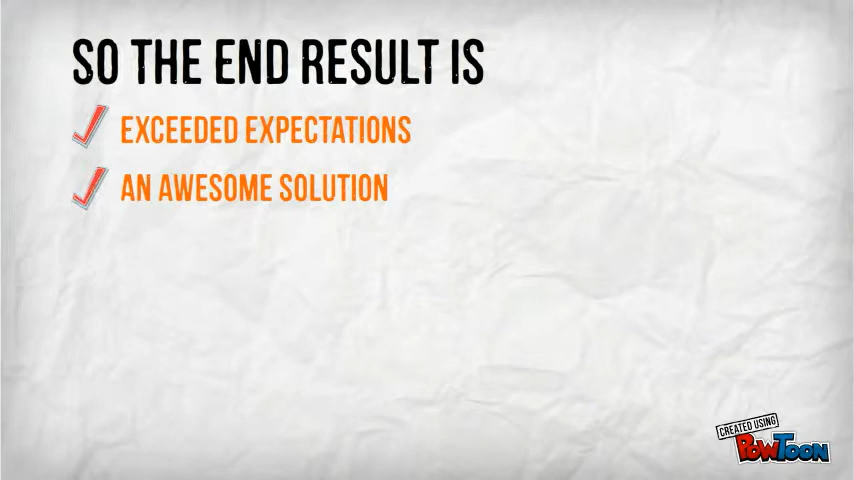 SO THE END RESULT IS
EXCEEDED EXPECTATIONS
AN AWESOME SOLUTION
CREATED USING
POWTOON